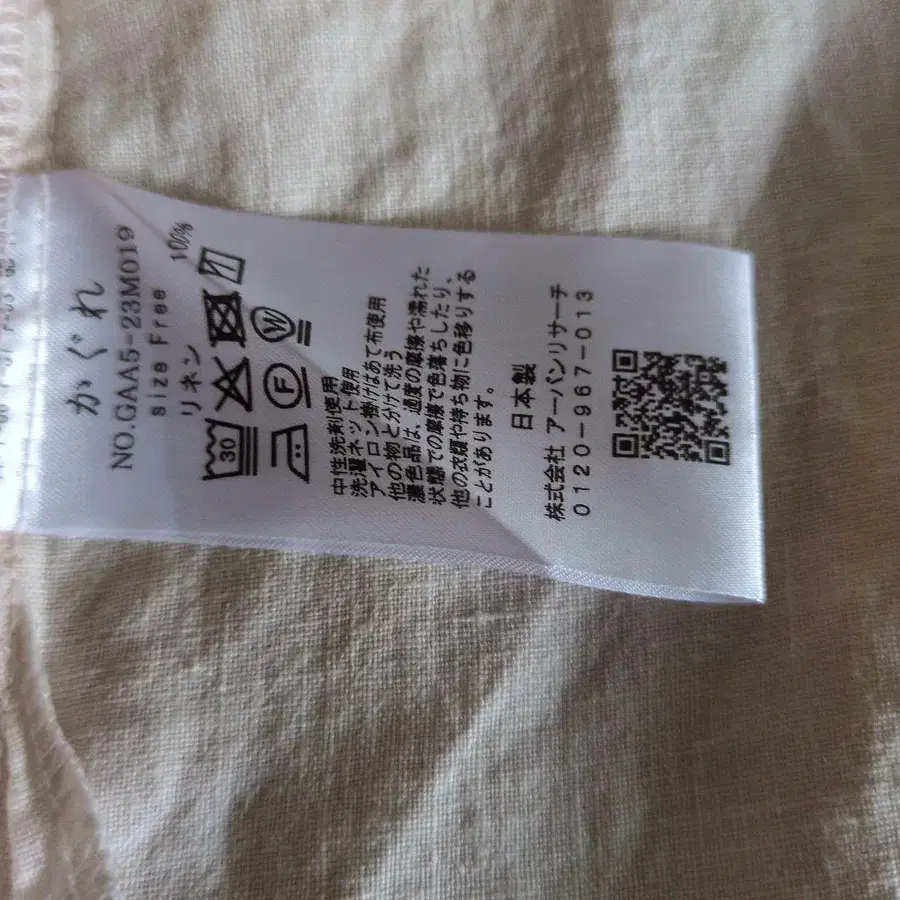 かぐれ
NO.GAA5-23M019
Size Free
リネン 100%
30
F W
中性洗剤使用
洗濯ネット使用
アイロン掛けはあて布使用
他の物と分けて洗う
濃色品は、過度の摩擦や濡れた
状態での摩擦で色落ちしたり、
他の衣類や持ち物に色移りする
ことがあります。
日本製
株式会社 アーバンリサーチ
0120-967-013